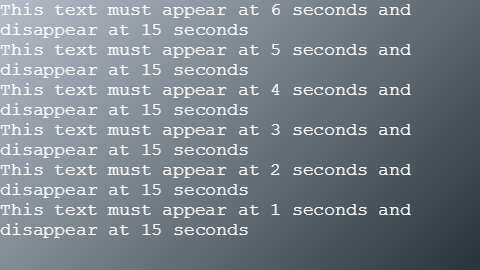 This text must appear at 6 seconds and
disappear at 15 seconds
This text must appear at 5 seconds and
disappear at 15 seconds
This text must appear at 4 seconds and
disappear at 15 seconds
This text must appear at 3 seconds and
disappear at 15 seconds
This text must appear at 2 seconds and
disappear at 15 seconds
This text must appear at 1 seconds and
disappear at 15 seconds